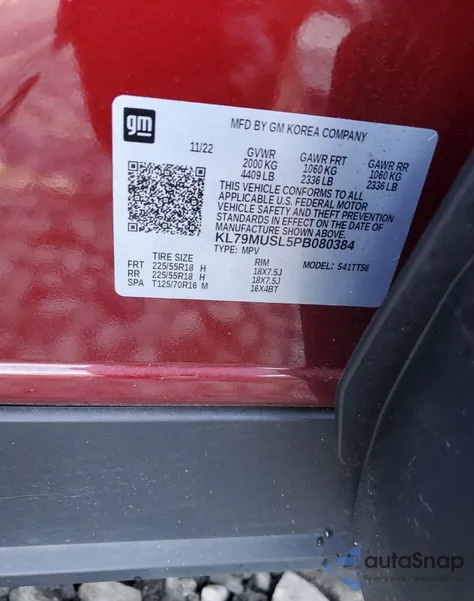 gm
MFD BY GM KOREA COMPANY
11/22 GVWR GAWR FRT GAWR RR
2000 KG 1060 KG 1060 KG
4409 LB 2336 LB 2336 LB
THIS VEHICLE CONFORMS TO ALL
APPLICABLE U.S. FEDERAL MOTOR
VEHICLE SAFETY AND THEFT PREVENTION
STANDARDS IN EFFECT ON THE DATE OF
MANUFACTURE SHOWN ABOVE.
KL79MUSL5PB080384
TYPE: MPV
TIRE SIZE RIM MODEL: 541TT56
FRT 225/55R18 H 18X7.5J
RR 225/55R18 H 18X7.5J
SPA T125/70R16 M 16X4BT
autaSnap